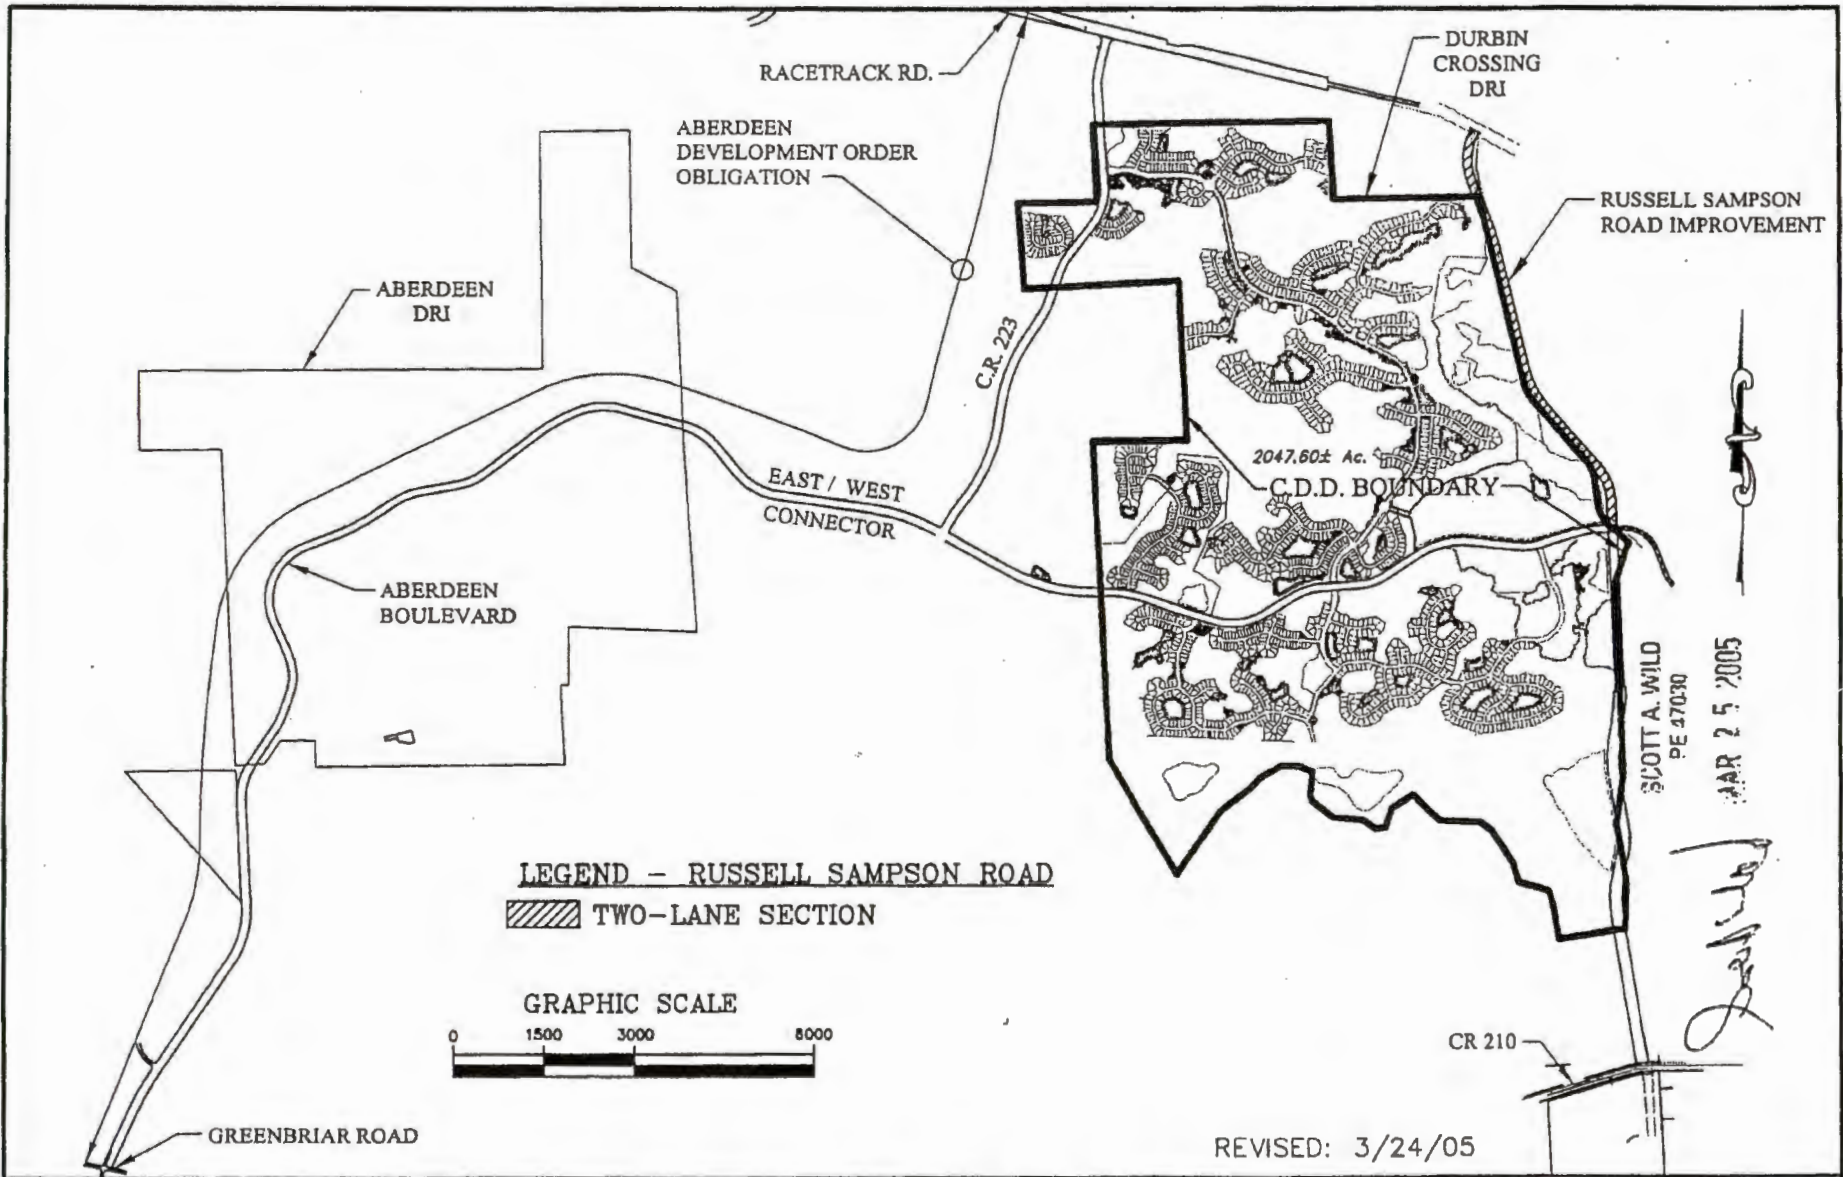 RACETRACK RD.
DURBIN
CROSSING
DRI
ABERDEEN
DEVELOPMENT ORDER
OBLIGATION
RUSSELL SAMPSON
ROAD IMPROVEMENT
ABERDEEN
DRI
C.R. 223
2047.60± Ac.
C.D.D. BOUNDARY
EAST / WEST
CONNECTOR
ABERDEEN
BOULEVARD
SCOTT A. WILD
PE 47030
MAR 25 2005
LEGEND - RUSSELL SAMPSON ROAD
TWO-LANE SECTION
GRAPHIC SCALE
0 1500 3000 6000
CR 210
GREENBRIAR ROAD
REVISED: 3/24/05